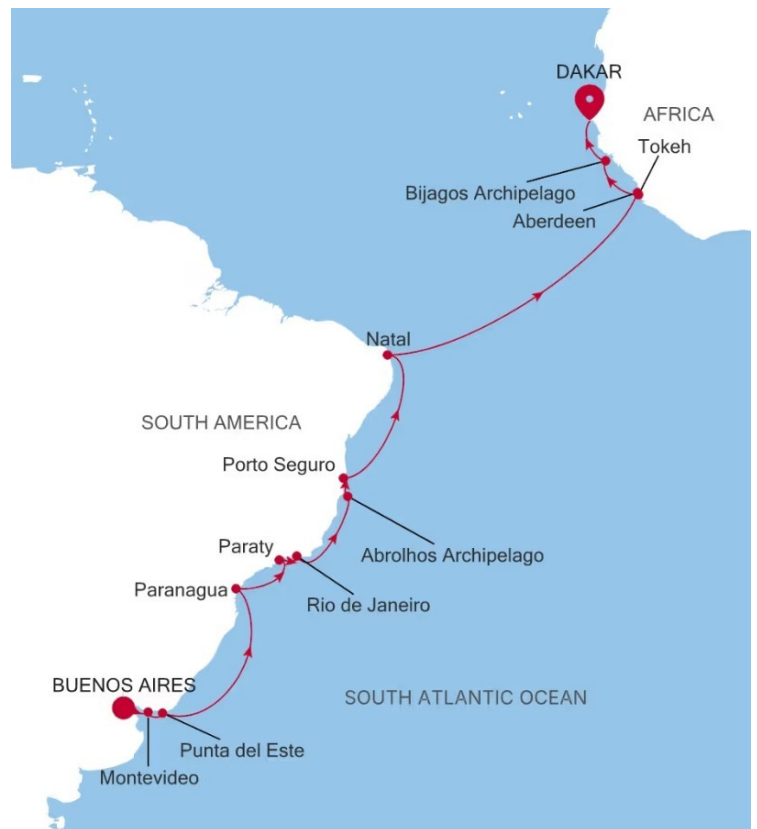 DAKAR
AFRICA
Tokeh
Bijagos Archipelago
Aberdeen
Natal
SOUTH AMERICA
Porto Seguro
Paraty
Abrolhos Archipelago
Paranagua
Rio de Janeiro
BUENOS AIRES
SOUTH ATLANTIC OCEAN
Punta del Este
Montevideo